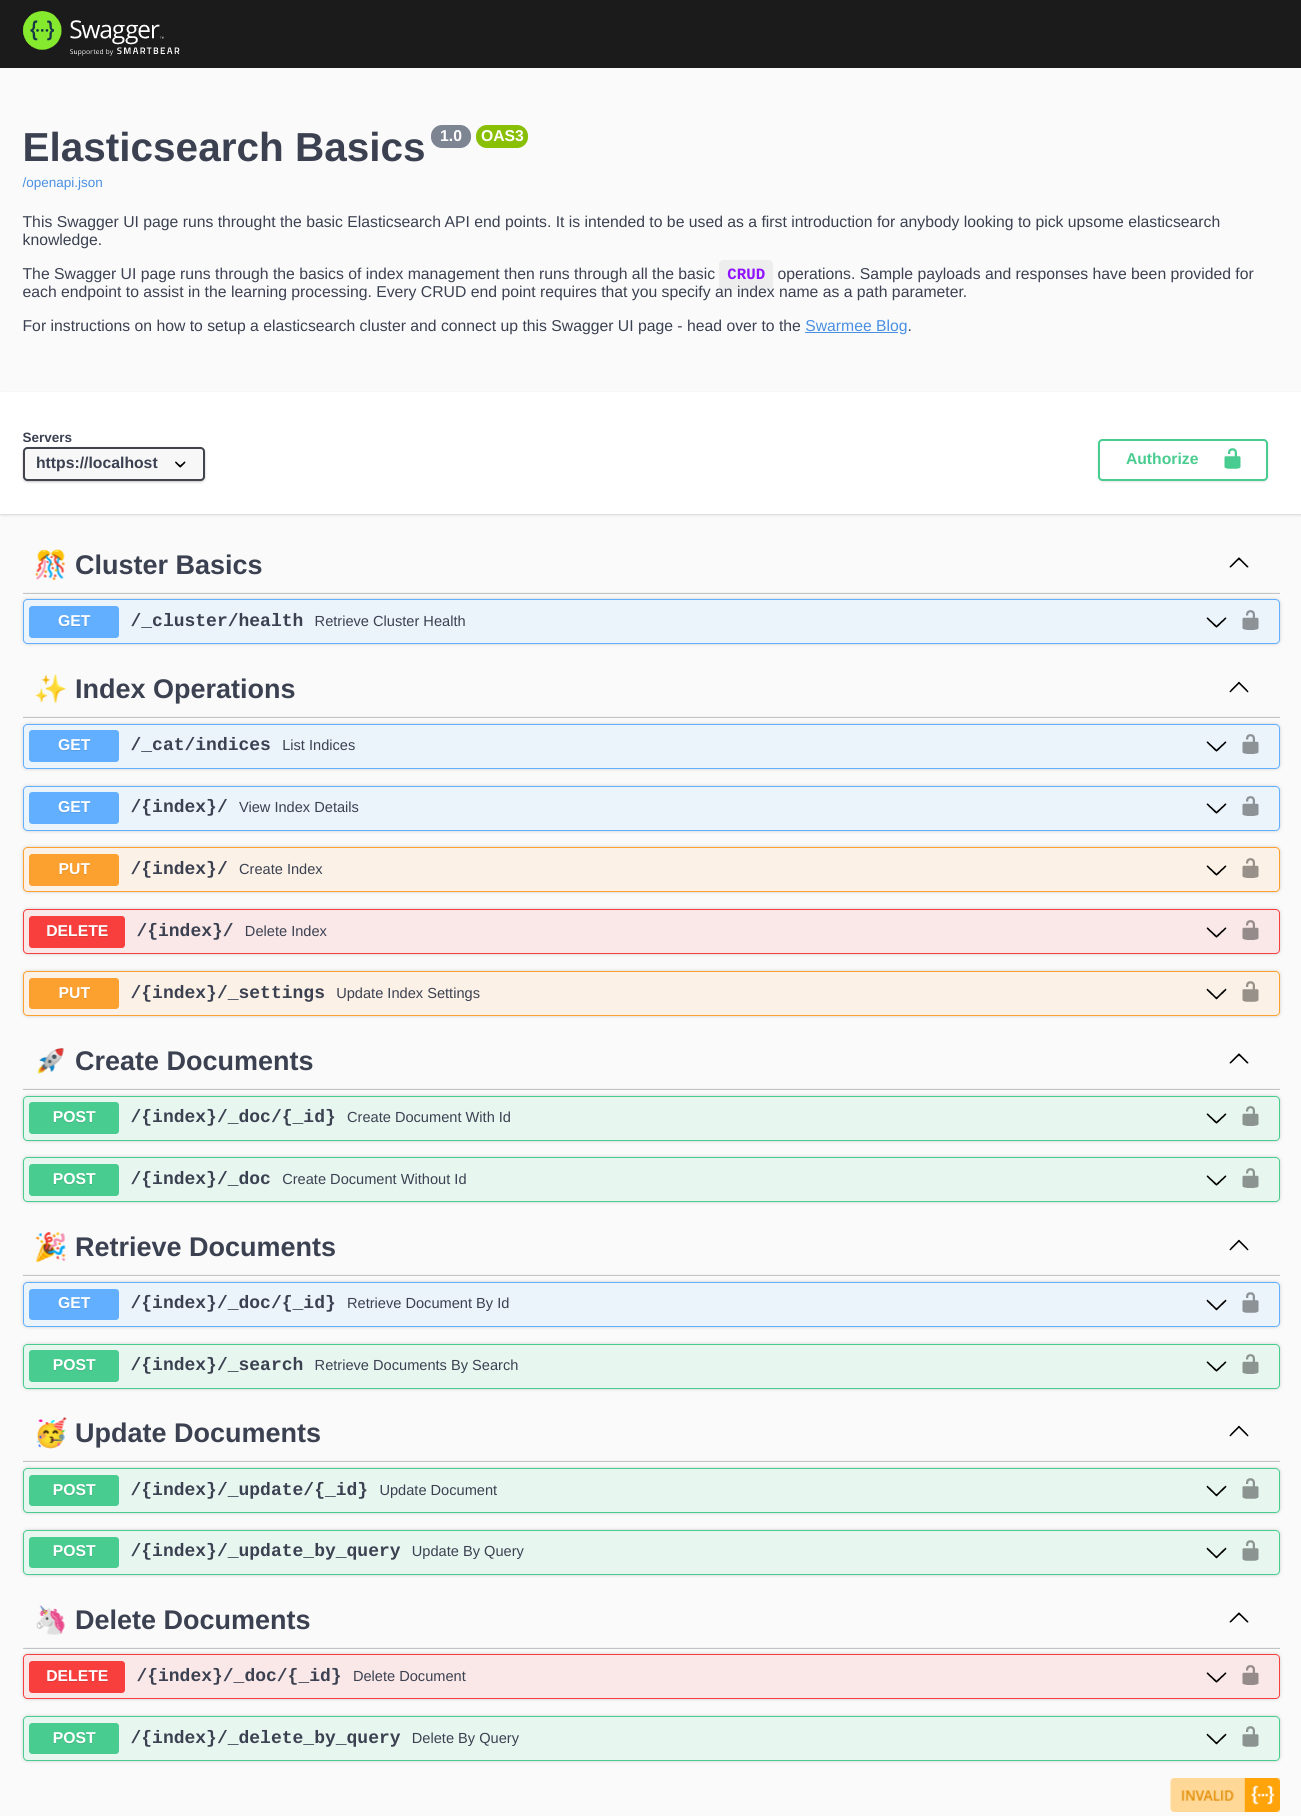 Swagger
Supported by SMARTBEAR
Elasticsearch Basics 1.0 OAS3
/openapi.json
This Swagger UI page runs throught the basic Elasticsearch API end points. It is intended to be used as a first introduction for anybody looking to pick upsome elasticsearch
knowledge.
The Swagger UI page runs through the basics of index management then runs through all the basic CRUD operations. Sample payloads and responses have been provided for
each endpoint to assist in the learning processing. Every CRUD end point requires that you specify an index name as a path parameter.
For instructions on how to setup a elasticsearch cluster and connect up this Swagger UI page - head over to the Swarmee Blog.
Servers
https://localhost
Authorize
Cluster Basics
GET /_cluster/health Retrieve Cluster Health
Index Operations
GET /_cat/indices List Indices
GET /{index}/ View Index Details
PUT /{index}/ Create Index
DELETE /{index}/ Delete Index
PUT /{index}/_settings Update Index Settings
Create Documents
POST /{index}/_doc/{_id} Create Document With Id
POST /{index}/_doc Create Document Without Id
Retrieve Documents
GET /{index}/_doc/{_id} Retrieve Document By Id
POST /{index}/_search Retrieve Documents By Search
Update Documents
POST /{index}/_update/{_id} Update Document
POST /{index}/_update_by_query Update By Query
Delete Documents
DELETE /{index}/_doc/{_id} Delete Document
POST /{index}/_delete_by_query Delete By Query
INVALID {...}